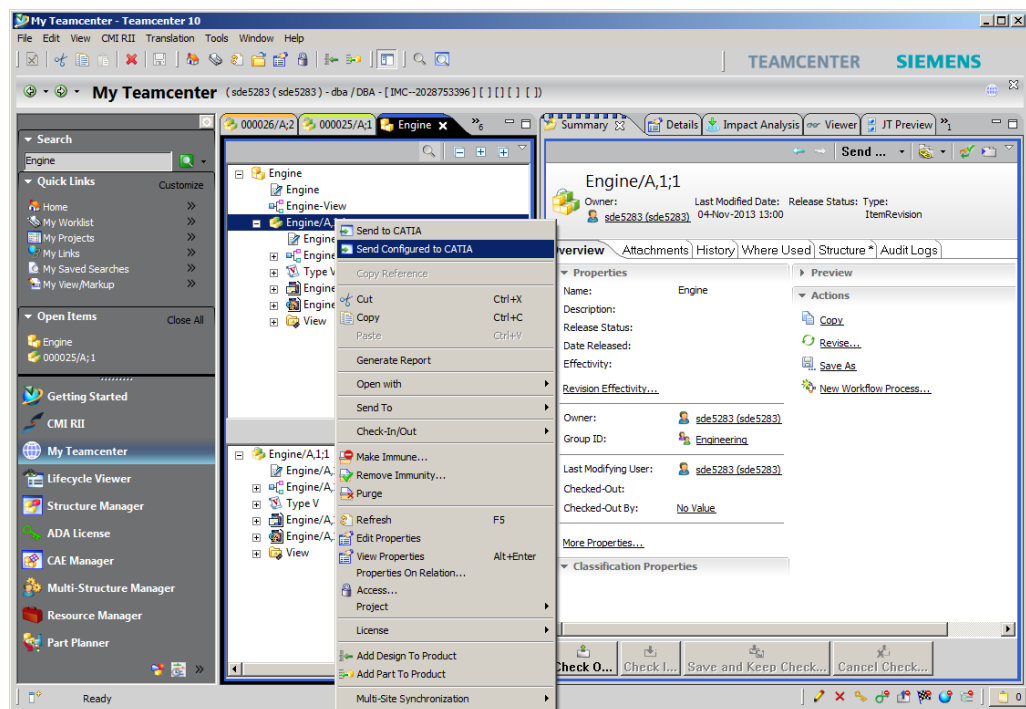 My Teamcenter - Teamcenter 10
File Edit View CMI RII Translation Tools Window Help
TEAMCENTER SIEMENS
My Teamcenter ( sde5283 ( sde5283 ) - dba / DBA - [ IMC--2028753396 ] [ ] [ ] [ ] [ ])
Search
Engine
Quick Links Customize
Home
My Worklist
My Projects
My Links
My Saved Searches
My View/Markup
Open Items Close All
Engine
000025/A;1
Getting Started
CMI RII
My Teamcenter
Lifecycle Viewer
Structure Manager
ADA License
CAE Manager
Multi-Structure Manager
Resource Manager
Part Planner
000026/A;2 000025/A;1 Engine 6
Engine
Engine
Engine-View
Engine/A,1;1
Engine
Engine
Type V
Engine
Engine
View
Engine/A,1;1
Engine/A,
Engine/A,
Type V
Engine/A,
Engine/A,
View
Send to CATIA
Send Configured to CATIA
Copy Reference
Cut Ctrl+X
Copy Ctrl+C
Paste Ctrl+V
Generate Report
Open with
Send To
Check-In/Out
Make Immune...
Remove Immunity...
Purge
Refresh F5
Edit Properties
View Properties Alt+Enter
Properties On Relation...
Access...
Project
License
Add Design To Product
Add Part To Product
Multi-Site Synchronization
Summary Details Impact Analysis Viewer JT Preview 1
Send ...
Engine/A,1;1
Owner: Last Modified Date: Release Status: Type:
sde5283 (sde5283) 04-Nov-2013 13:00 ItemRevision
verview Attachments History Where Used Structure * Audit Logs
Properties
Name: Engine
Description:
Release Status:
Date Released:
Effectivity:
Revision Effectivity...
Owner: sde5283 (sde5283)
Group ID: Engineering
Last Modifying User: sde5283 (sde5283)
Checked-Out:
Checked-Out By: No Value
More Properties...
Classification Properties
Preview
Actions
Copy
Revise...
Save As
New Workflow Process...
Check O... Check I... Save and Keep Check... Cancel Check...
Ready
0